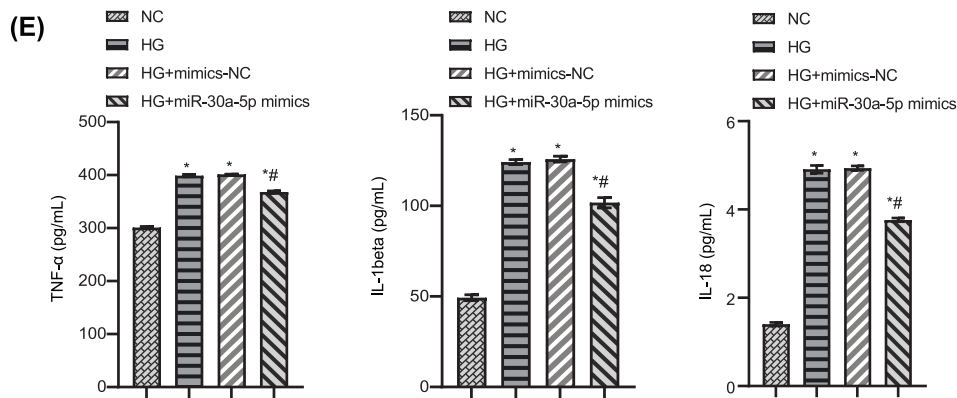 (E)
NC
HG
HG+mimics-NC
HG+miR-30a-5p mimics
500
400
300
200
100
0
TNF-α (pg/mL)
*
*
*#
NC
HG
HG+mimics-NC
HG+miR-30a-5p mimics
150
100
50
0
IL-1beta (pg/mL)
*
*
*#
NC
HG
HG+mimics-NC
HG+miR-30a-5p mimics
6
4
2
0
IL-18 (pg/mL)
*
*
*#